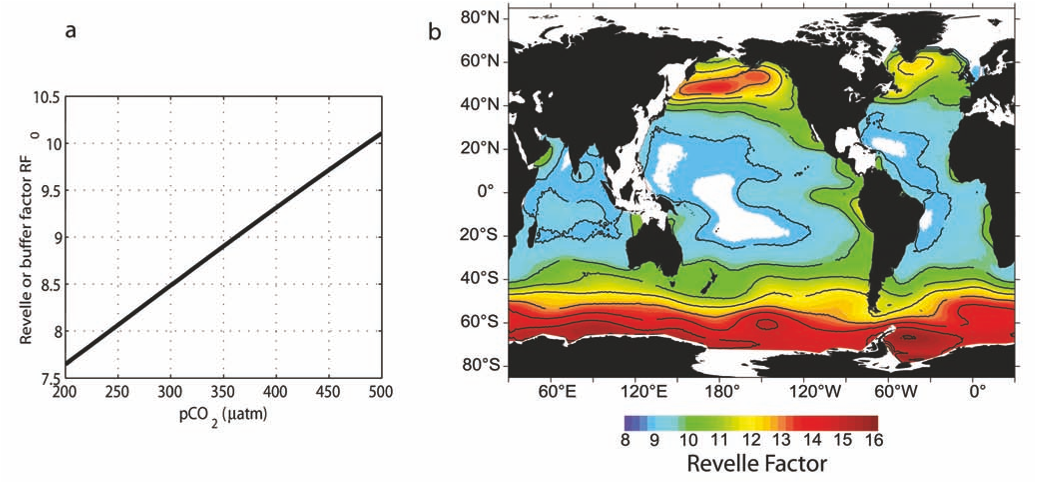 a
b
Revelle or buffer factor RF
0
10.5
10
9.5
9
8.5
8
7.5
200 250 300 350 400 450 500
pCO2 (µatm)
80°N
60°N
40°N
20°N
0°
20°S
40°S
60°S
80°S
60°E 120°E 180° 120°W 60°W 0°
8 9 10 11 12 13 14 15 16
Revelle Factor